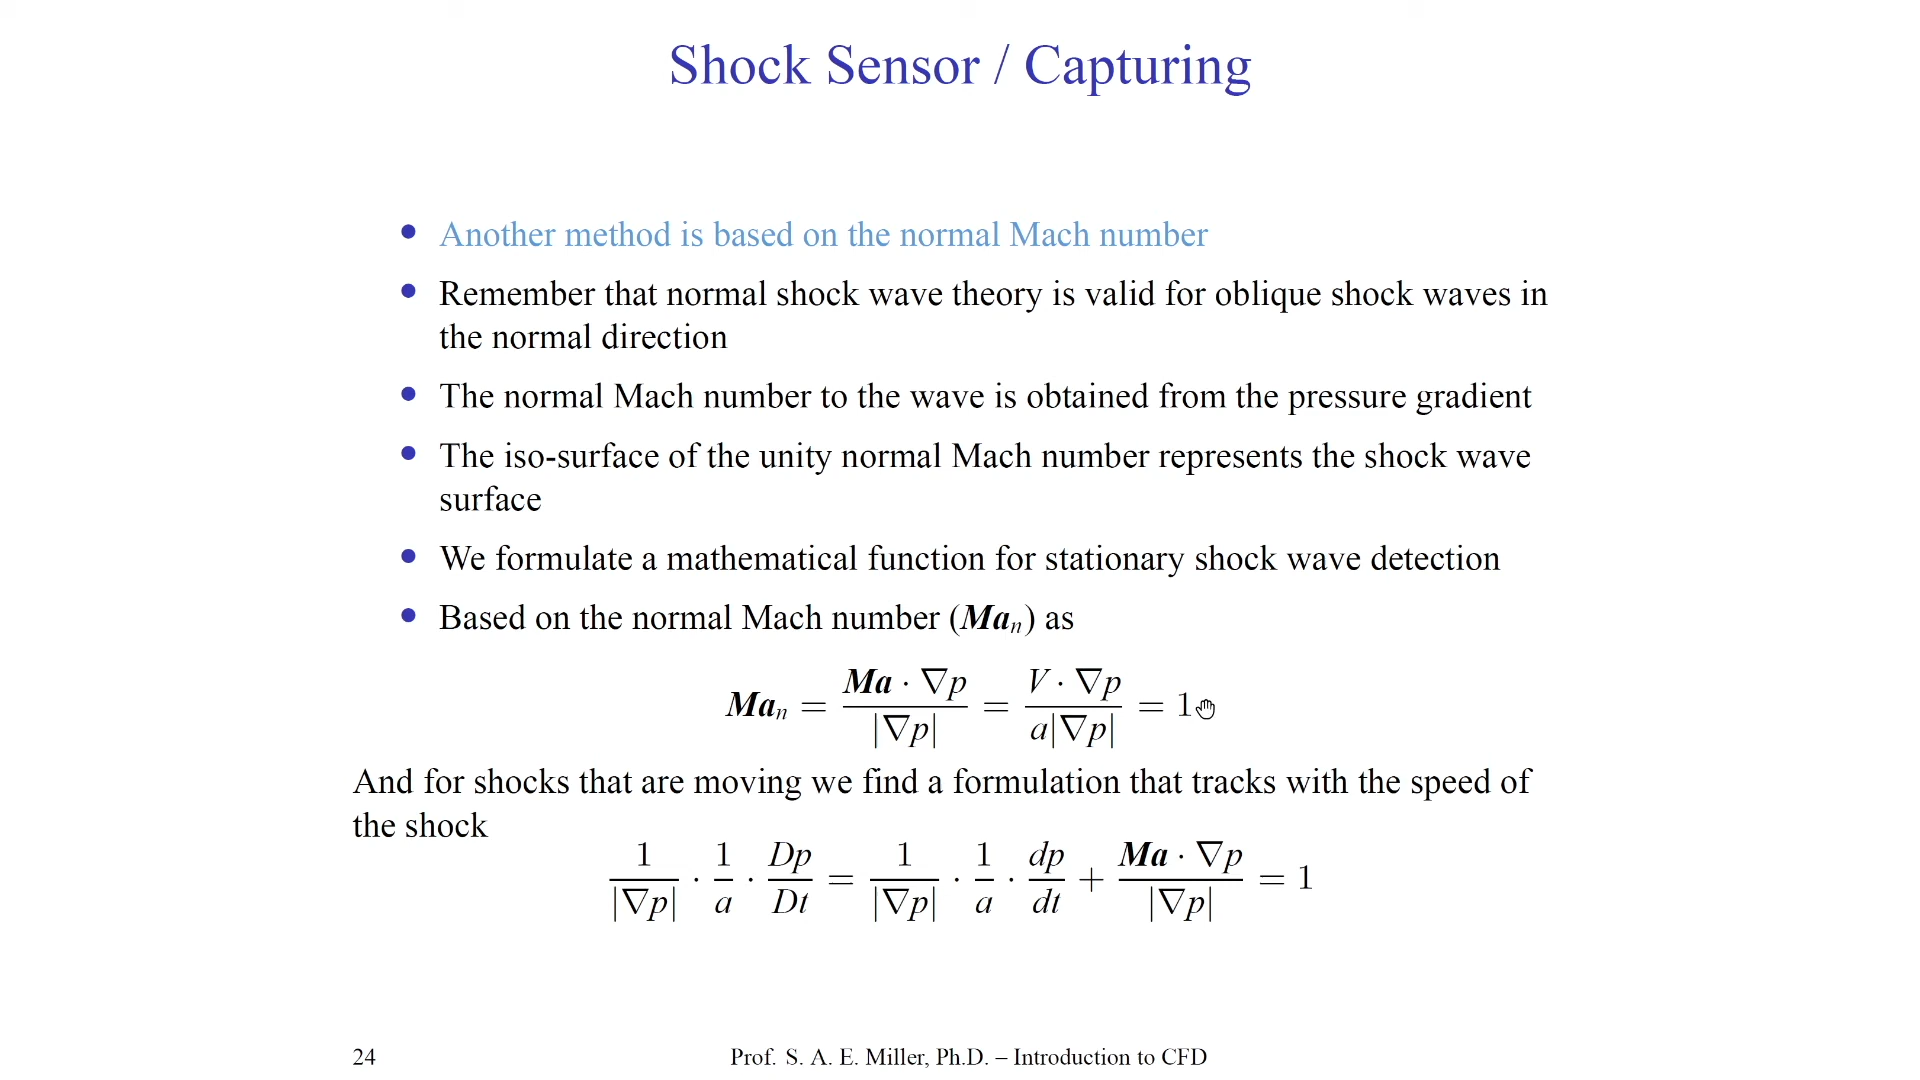 Shock Sensor / Capturing
• Another method is based on the normal Mach number
• Remember that normal shock wave theory is valid for oblique shock waves in
the normal direction
• The normal Mach number to the wave is obtained from the pressure gradient
• The iso-surface of the unity normal Mach number represents the shock wave
surface
• We formulate a mathematical function for stationary shock wave detection
• Based on the normal Mach number (Maₙ) as
Maₙ = (Ma · ∇p)/|∇p| = (V · ∇p)/(a|∇p|) = 1
And for shocks that are moving we find a formulation that tracks with the speed of
the shock
1/|∇p| · 1/a · Dp/Dt = 1/|∇p| · 1/a · dp/dt + (Ma · ∇p)/|∇p| = 1
24 Prof. S. A. E. Miller, Ph.D. – Introduction to CFD